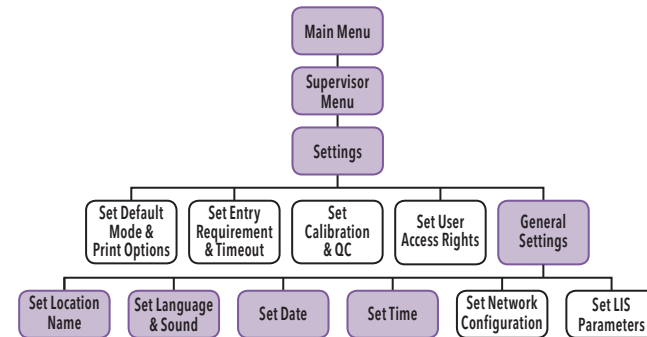 Main Menu
Supervisor
Menu
Settings
Set Default
Mode &
Print Options
Set Entry
Requirement
& Timeout
Set
Calibration
& QC
Set User
Access Rights
General
Settings
Set Location
Name
Set Language
& Sound
Set Date
Set Time
Set Network
Configuration
Set LIS
Parameters